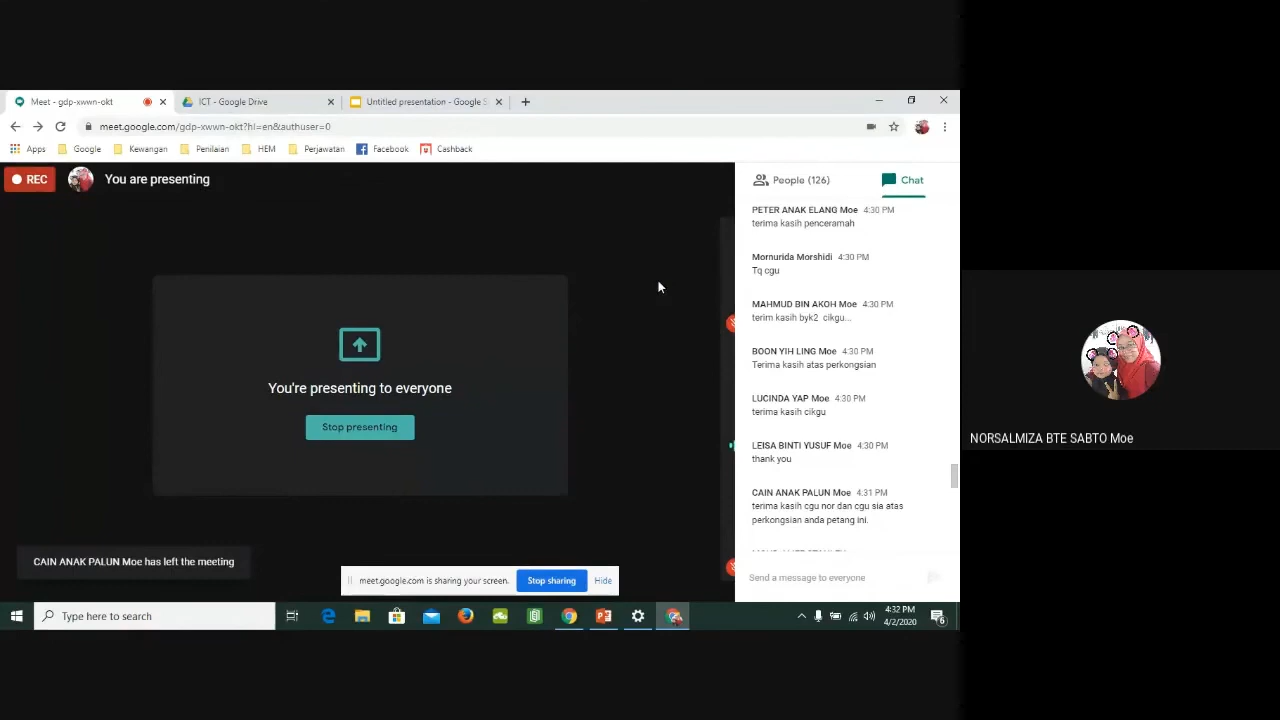 Meet - gdp-xwwn-okt
ICT - Google Drive
Untitled presentation - Google S
meet.google.com/gdp-xwwn-okt?hl=en&authuser=0
Apps Google Kewangan Penilaian HEM Perjawatan Facebook Cashback
REC You are presenting
People (126) Chat
PETER ANAK ELANG Moe 4:30 PM
terima kasih penceramah
Mornurida Morshidi 4:30 PM
Tq cgu
MAHMUD BIN AKOH Moe 4:30 PM
terim kasih byk2 cikgu...
BOON YIH LING Moe 4:30 PM
Terima kasih atas perkongsian
LUCINDA YAP Moe 4:30 PM
terima kasih cikgu
LEISA BINTI YUSUF Moe 4:30 PM
thank you
CAIN ANAK PALUN Moe 4:31 PM
terima kasih cgu nor dan cgu sia atas
perkongsian anda petang ini.
Send a message to everyone
You're presenting to everyone
Stop presenting
CAIN ANAK PALUN Moe has left the meeting
meet.google.com is sharing your screen. Stop sharing Hide
Type here to search
4:32 PM
4/2/2020
6
NORSALMIZA BTE SABTO Moe